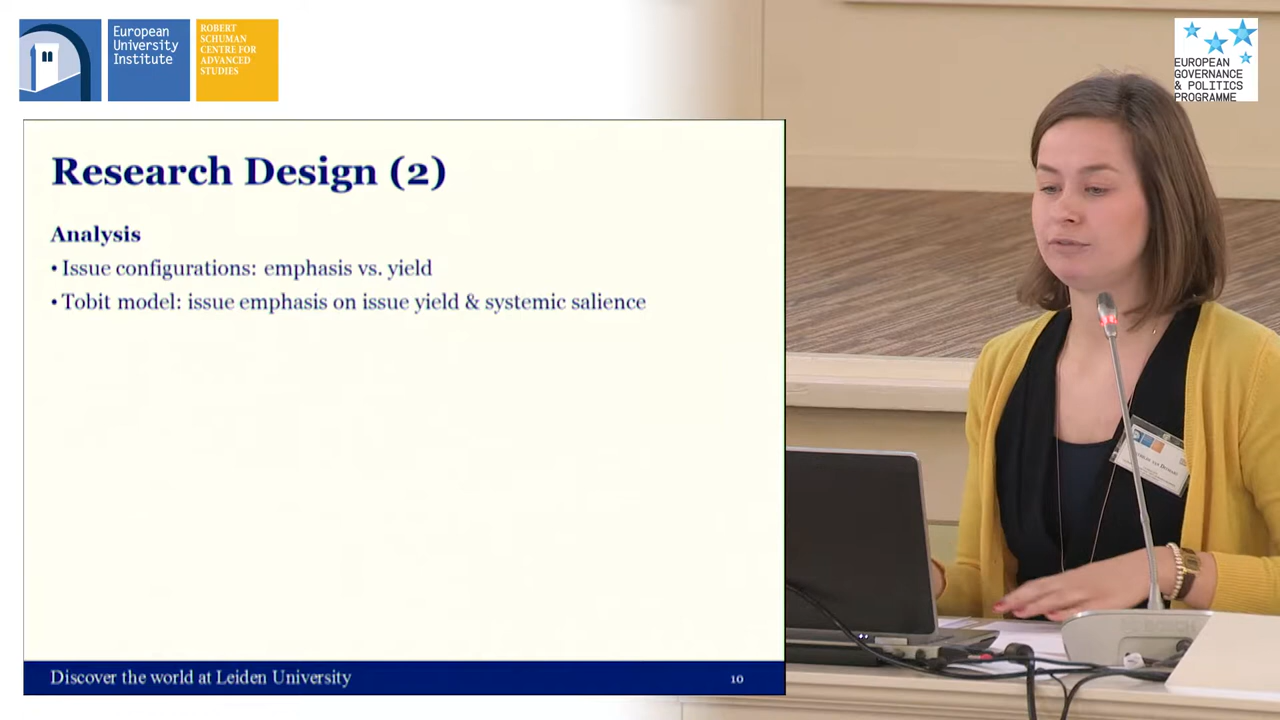 European
University
Institute
ROBERT
SCHUMAN
CENTRE FOR
ADVANCED
STUDIES
EUROPEAN
GOVERNANCE
& POLITICS
PROGRAMME
Research Design (2)
Analysis
• Issue configurations: emphasis vs. yield
• Tobit model: issue emphasis on issue yield & systemic salience
Discover the world at Leiden University
10